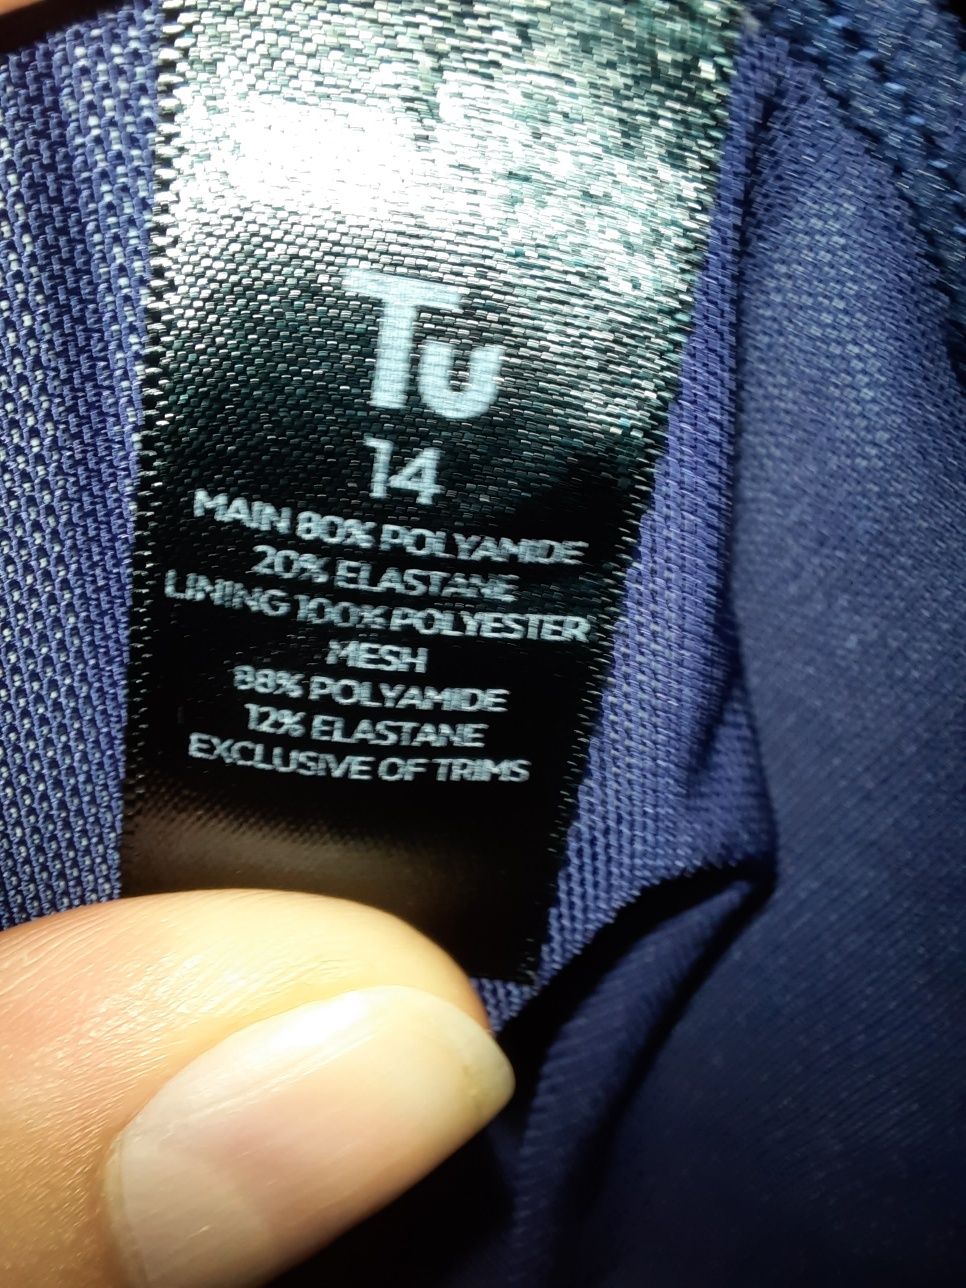 Tu
14
MAIN 80% POLYAMIDE
20% ELASTANE
LINING 100% POLYESTER
MESH
88% POLYAMIDE
12% ELASTANE
EXCLUSIVE OF TRIMS